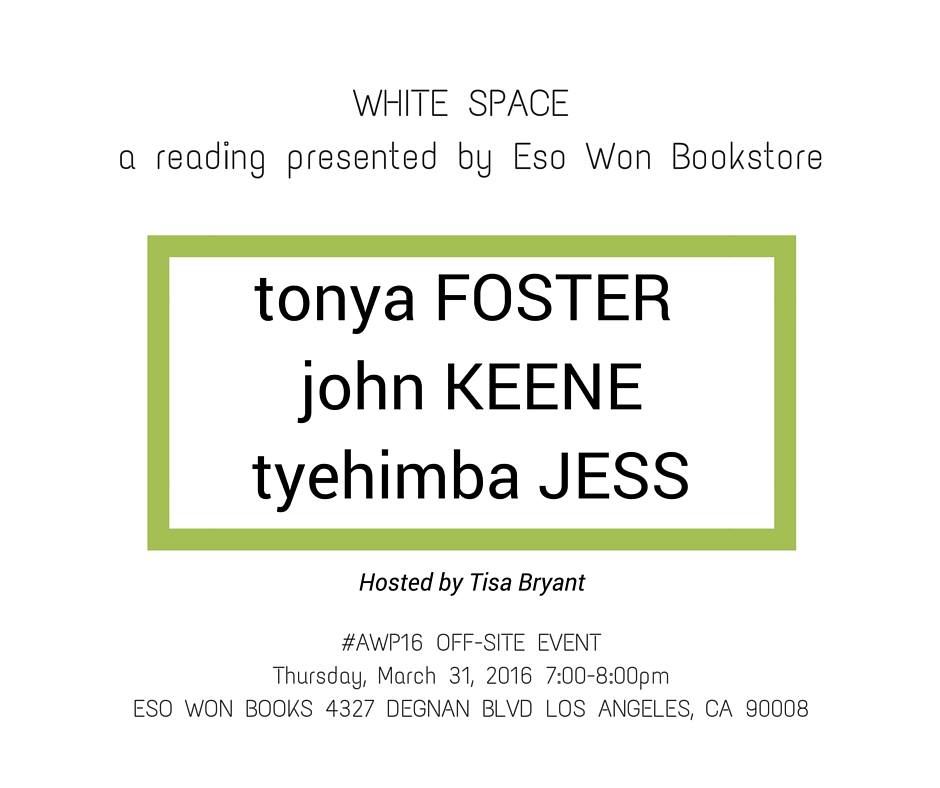 WHITE SPACE
a reading presented by Eso Won Bookstore
tonya FOSTER
john KEENE
tyehimba JESS
Hosted by Tisa Bryant
#AWP16 OFF-SITE EVENT
Thursday, March 31, 2016 7:00-8:00pm
ESO WON BOOKS 4327 DEGNAN BLVD LOS ANGELES, CA 90008